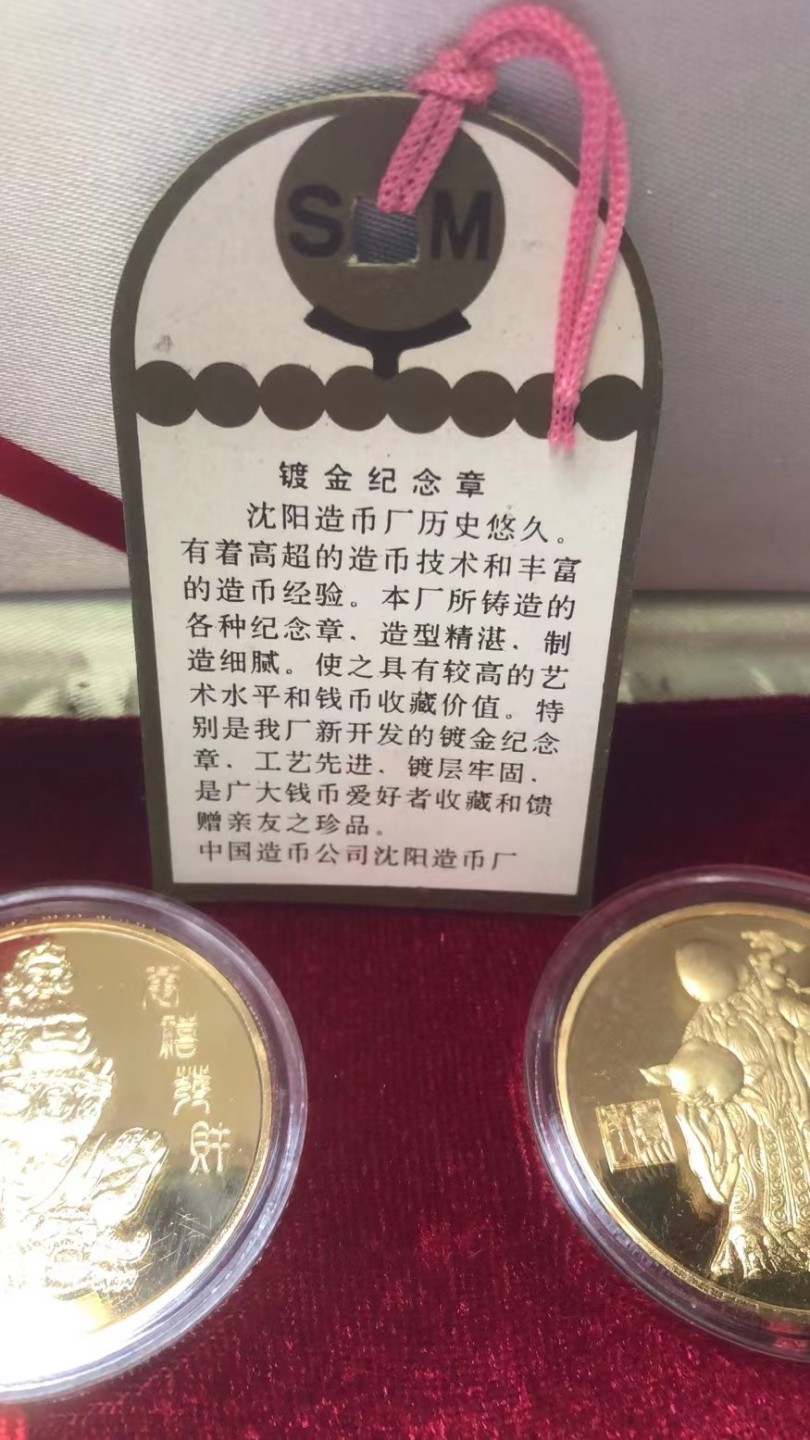 S M
镀金纪念章
沈阳造币厂历史悠久。
有着高超的造币技术和丰富
的造币经验。本厂所铸造的
各种纪念章、造型精湛、制
造细腻。使之具有较高的艺
术水平和钱币收藏价值。特
别是我厂新开发的镀金纪念
章、工艺先进、镀层牢固、
是广大钱币爱好者收藏和馈
赠亲友之珍品。
中国造币公司沈阳造币厂
恭禧發财